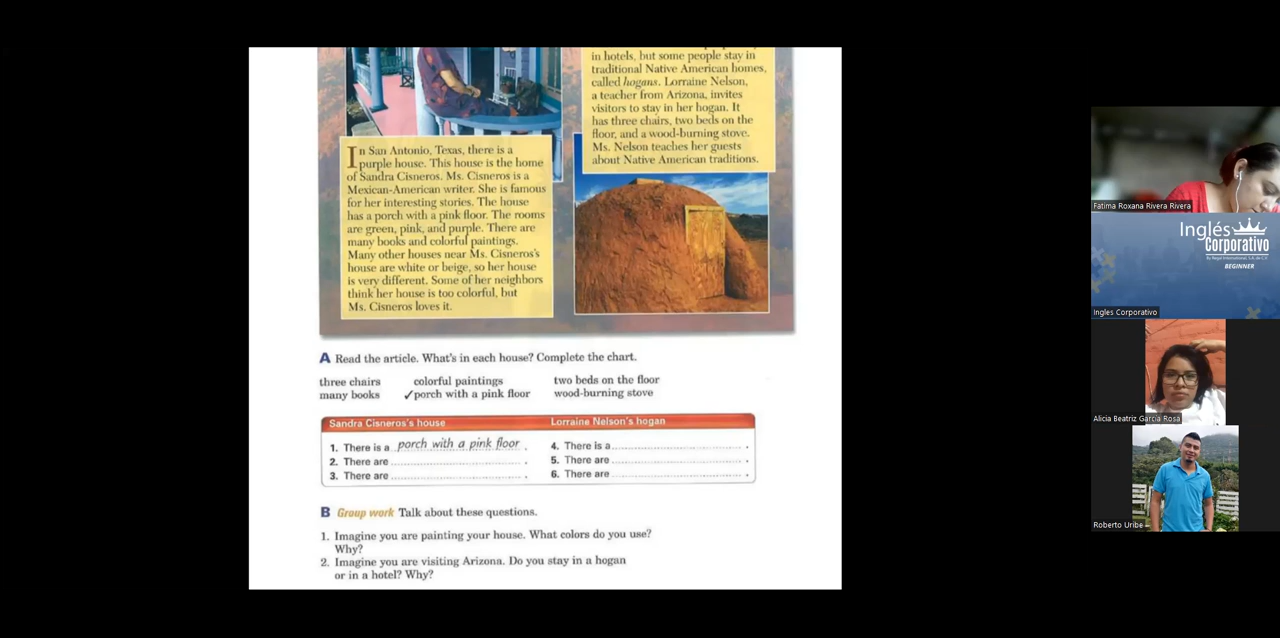 in hotels, but some people stay in
traditional Native American homes,
called hogans. Lorraine Nelson,
a teacher from Arizona, invites
visitors to stay in her hogan. It
has three chairs, two beds on the
floor, and a wood-burning stove.
Ms. Nelson teaches her guests
about Native American traditions.
In San Antonio, Texas, there is a
purple house. This house is the home
of Sandra Cisneros. Ms. Cisneros is a
Mexican-American writer. She is famous
for her interesting stories. The house
has a porch with a pink floor. The rooms
are green, pink, and purple. There are
many books and colorful paintings.
Many other houses near Ms. Cisneros's
house are white or beige, so her house
is very different. Some of her neighbors
think her house is too colorful, but
Ms. Cisneros loves it.
A Read the article. What's in each house? Complete the chart.
three chairs colorful paintings two beds on the floor
many books ✓porch with a pink floor wood-burning stove
Sandra Cisneros's house Lorraine Nelson's hogan
1. There is a porch with a pink floor . 4. There is a .
2. There are . 5. There are .
3. There are . 6. There are .
B Group work Talk about these questions.
1. Imagine you are painting your house. What colors do you use?
Why?
2. Imagine you are visiting Arizona. Do you stay in a hogan
or in a hotel? Why?
Fatima Roxana Rivera Rivera
Inglés
Corporativo
BEGINNER
Ingles Corporativo
Alicia Beatriz Garcia Rosa
Roberto Uribe